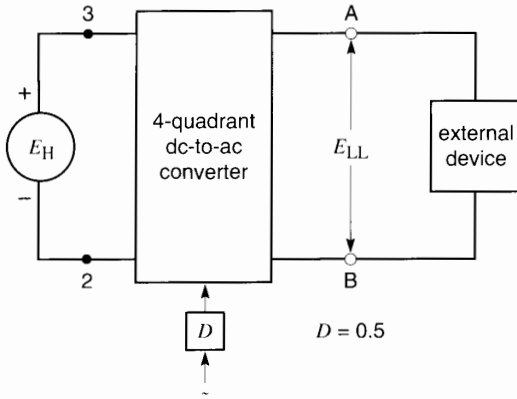 3
A
+
E_H
−
4-quadrant
dc-to-ac
converter
E_LL
external
device
2
B
D
D = 0.5
~